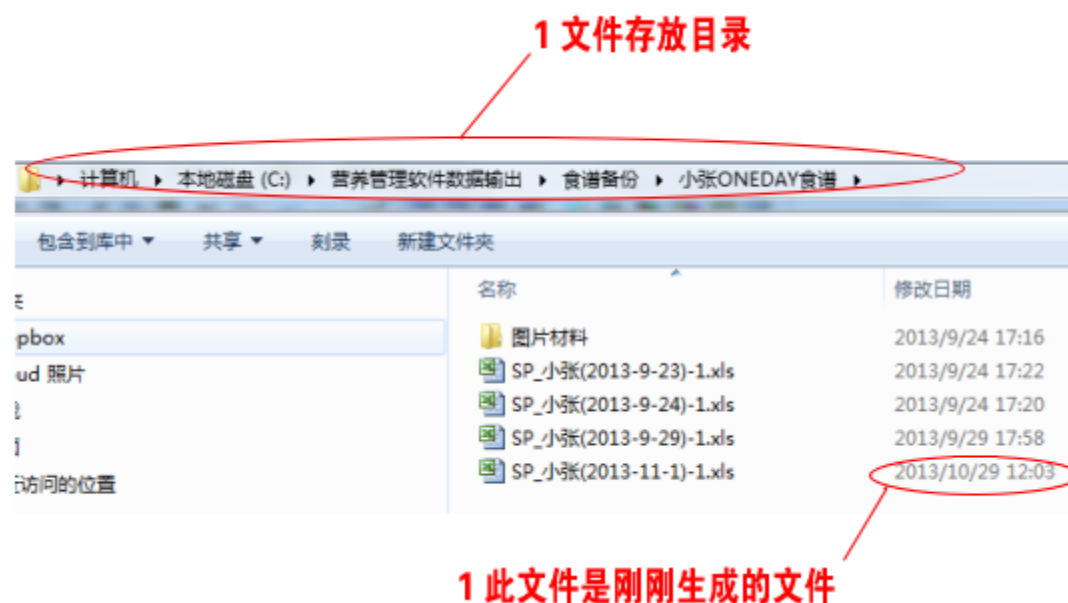 1 文件存放目录
计算机 本地磁盘 (C:) 营养管理软件数据输出 食谱备份 小张ONEDAY食谱
包含到库中 共享 刻录 新建文件夹
名称 修改日期
pbox
图片材料 2013/9/24 17:16
ud 照片
SP_小张(2013-9-23)-1.xls 2013/9/24 17:22
SP_小张(2013-9-24)-1.xls 2013/9/24 17:20
SP_小张(2013-9-29)-1.xls 2013/9/29 17:58
访问的位置
SP_小张(2013-11-1)-1.xls 2013/10/29 12:03
1 此文件是刚刚生成的文件